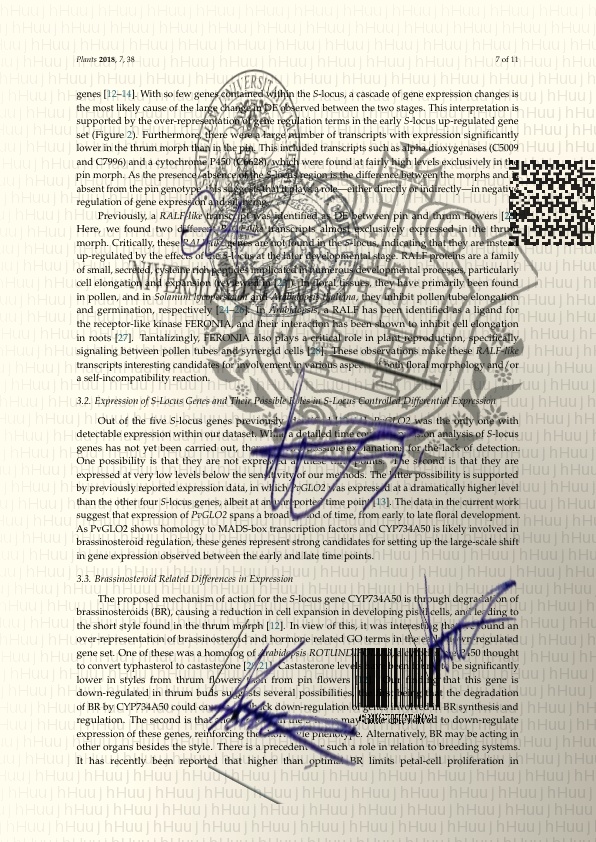 Plants 2018, 7, 38 7 of 11
genes [12–14]. With so few genes contained within the S-locus, a cascade of gene expression changes is
the most likely cause of the large change in DE observed between the two stages. This interpretation is
supported by the over-representation of gene regulation terms in the early S-locus up-regulated gene
set (Figure 2). Furthermore, there were a large number of transcripts with expression significantly
lower in the thrum morph than in the pin. This included transcripts such as alpha dioxygenases (C5009
and C7996) and a cytochrome P450 (C6628), which were found at fairly high levels exclusively in the
pin morph. As the presence/absence of the S-locus region is the difference between the morphs and
absent from the pin genotype, this suggests that it plays a role—either directly or indirectly—in negative
regulation of gene expression and
Previously, a RALF-like transcript was identified as DE between pin and thrum flowers
Here, we found two different RALF-like transcripts almost exclusively expressed in the thrum
morph. Critically, these RALF-like genes are not found in the S-locus, indicating that they are instead
up-regulated by the effects of the S-locus at the later developmental stage. RALF proteins are a family
of small, secreted, cysteine rich peptides implicated in numerous developmental processes, particularly
cell elongation and expansion (reviewed in In floral tissues, they have primarily been found
in pollen, and in Solanum lycopersicum and Arabidopsis thaliana, they inhibit pollen tube elongation
and germination, respectively [24–26]. In Arabidopsis, a RALF has been identified as a ligand for
the receptor-like kinase FERONIA, and their interaction has been shown to inhibit cell elongation
in roots [27]. Tantalizingly, FERONIA also plays a critical role in plant reproduction, specifically
signaling between pollen tubes and synergid cells [28]. These observations make these RALF-like
transcripts interesting candidates for involvement in various aspects of both floral morphology and/or
a self-incompatibility reaction.
3.2. Expression of S-Locus Genes and Their Possible Roles in S-Locus Controlled Differential Expression
Out of the five S-locus genes previously PvGLO2 was the only one with
detectable expression within our dataset. While a detailed time course expression analysis of S-locus
genes has not yet been carried out, there possible explanations for the lack of detection.
One possibility is that they are not expressed at these time points. The second is that they are
expressed at very low levels below the sensitivity of our methods. The latter possibility is supported
by previously reported expression data, in which PvGLO2 was expressed at a dramatically higher level
than the other four S-locus genes, albeit at an unreported time point [13]. The data in the current work
suggest that expression of PvGLO2 spans a broad period of time, from early to late floral development.
As PvGLO2 shows homology to MADS-box transcription factors and CYP734A50 is likely involved in
brassinosteroid regulation, these genes represent strong candidates for setting up the large-scale shift
in gene expression observed between the early and late time points.
3.3. Brassinosteroid Related Differences in Expression
The proposed mechanism of action for the S-locus gene CYP734A50 is through degradation of
brassinosteroids (BR), causing a reduction in cell expansion in developing pistil cells, and leading to
the short style found in the thrum morph [12]. In view of this, it was interesting that we found an
over-representation of brassinosteroid and hormone related GO terms in the early down-regulated
gene set. One of these was a homolog of Arabidopsis P450 thought
to convert typhasterol to castasterone [20,21]. Castasterone levels been to be significantly
lower in styles from thrum flowers than from pin flowers Our finding that this gene is
down-regulated in thrum buds suggests several possibilities, the first being that the degradation
of BR by CYP734A50 could cause down-regulation genes involved in BR synthesis and
regulation. The second is that in the S- to down-regulate
expression of these genes, reinforcing the short style phenotype. Alternatively, BR may be acting in
other organs besides the style. There is a precedent for such a role in relation to breeding systems.
It has recently been reported that higher than optimal BR limits petal-cell proliferation in